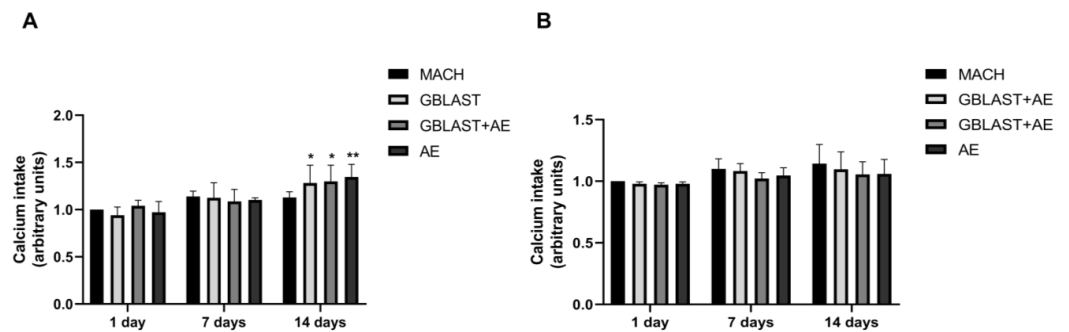 A
MACH
GBLAST
GBLAST+AE
AE
Calcium intake
(arbitrary units)
2.0
1.5
1.0
0.5
0.0
* * **
1 day 7 days 14 days
B
MACH
GBLAST+AE
GBLAST+AE
AE
Calcium intake
(arbitrary units)
1.5
1.0
0.5
0.0
1 day 7 days 14 days